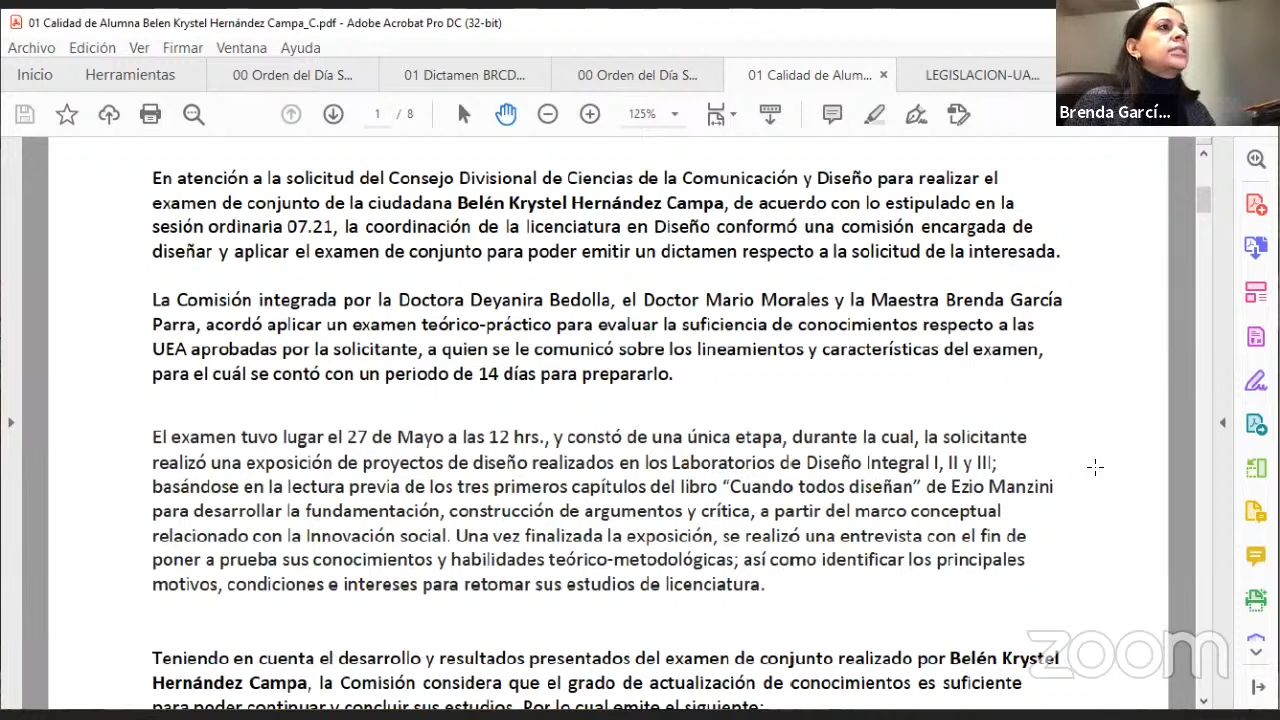 01 Calidad de Alumna Belen Krystel Hernández Campa_C.pdf - Adobe Acrobat Pro DC (32-bit)
Archivo Edición Ver Firmar Ventana Ayuda
Inicio Herramientas 00 Orden del Día S... 01 Dictamen BRCD... 00 Orden del Día S... 01 Calidad de Alum... × LEGISLACION-UA...
1 / 8 125%
Brenda Garcí...
En atención a la solicitud del Consejo Divisional de Ciencias de la Comunicación y Diseño para realizar el
examen de conjunto de la ciudadana Belén Krystel Hernández Campa, de acuerdo con lo estipulado en la
sesión ordinaria 07.21, la coordinación de la licenciatura en Diseño conformó una comisión encargada de
diseñar y aplicar el examen de conjunto para poder emitir un dictamen respecto a la solicitud de la interesada.
La Comisión integrada por la Doctora Deyanira Bedolla, el Doctor Mario Morales y la Maestra Brenda García
Parra, acordó aplicar un examen teórico-práctico para evaluar la suficiencia de conocimientos respecto a las
UEA aprobadas por la solicitante, a quien se le comunicó sobre los lineamientos y características del examen,
para el cuál se contó con un periodo de 14 días para prepararlo.
El examen tuvo lugar el 27 de Mayo a las 12 hrs., y constó de una única etapa, durante la cual, la solicitante
realizó una exposición de proyectos de diseño realizados en los Laboratorios de Diseño Integral I, II y III;
basándose en la lectura previa de los tres primero capítulos del libro “Cuando todos diseñan” de Ezio Manzini
para desarrollar la fundamentación, construcción de argumentos y crítica, a partir del marco conceptual
relacionado con la Innovación social. Una vez finalizada la exposición, se realizó una entrevista con el fin de
poner a prueba sus conocimientos y habilidades teórico-metodológicas; así como identificar los principales
motivos, condiciones e intereses para retomar sus estudios de licenciatura.
Teniendo en cuenta el desarrollo y resultados presentados del examen de conjunto realizado por Belén Krystel
Hernández Campa, la Comisión considera que el grado de actualización de conocimientos es suficiente
para poder continuar y concluir sus estudios. Por lo cual emite el siguiente:
zoom